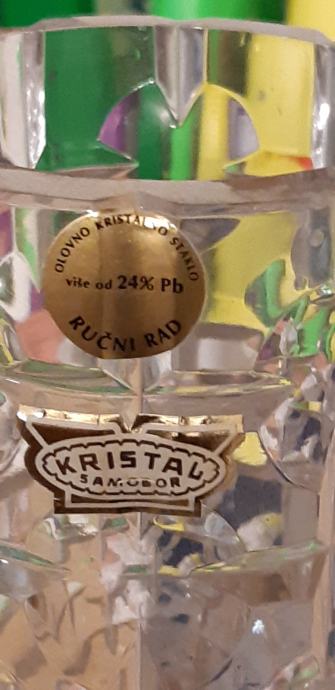 OLOVNO KRISTALNO STAKLO
više od 24% Pb
RUČNI RAD
KRISTAL
SAMOBOR